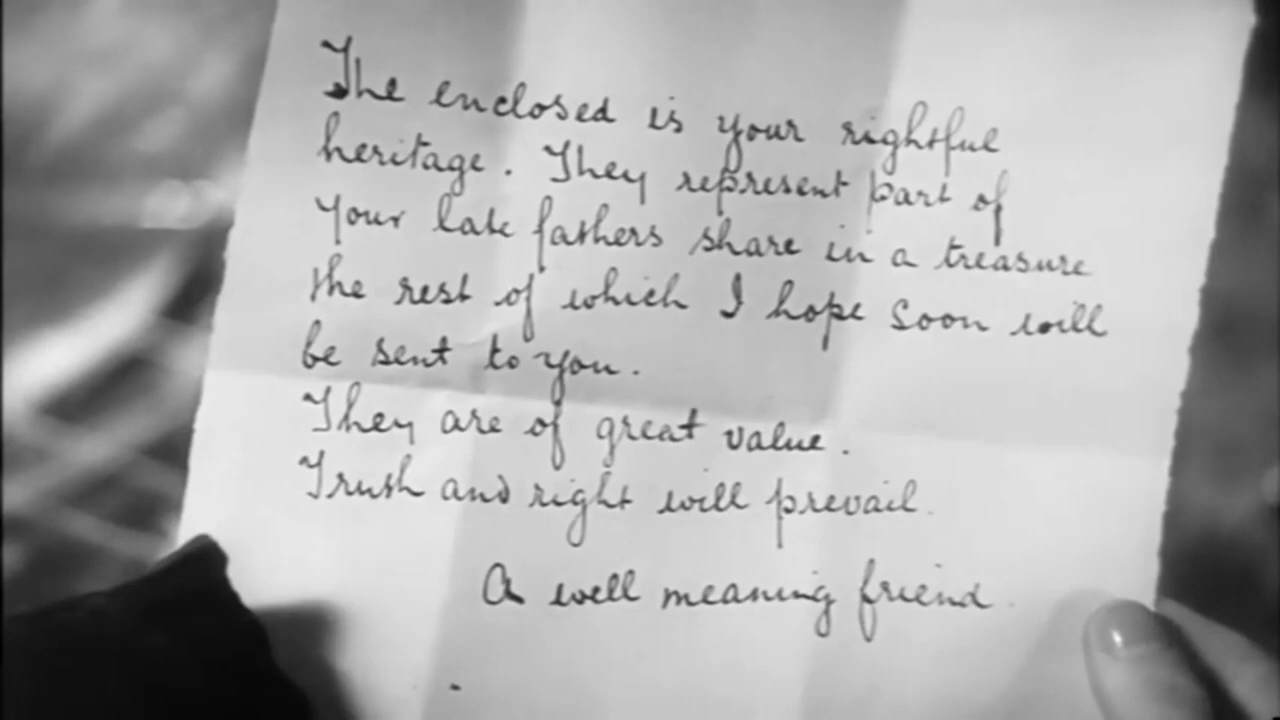 The enclosed is your rightful
heritage. They represent part of
your late fathers share in a treasure
the rest of which I hope soon will
be sent to you.
They are of great value.
Truth and right will prevail.
A well meaning friend.